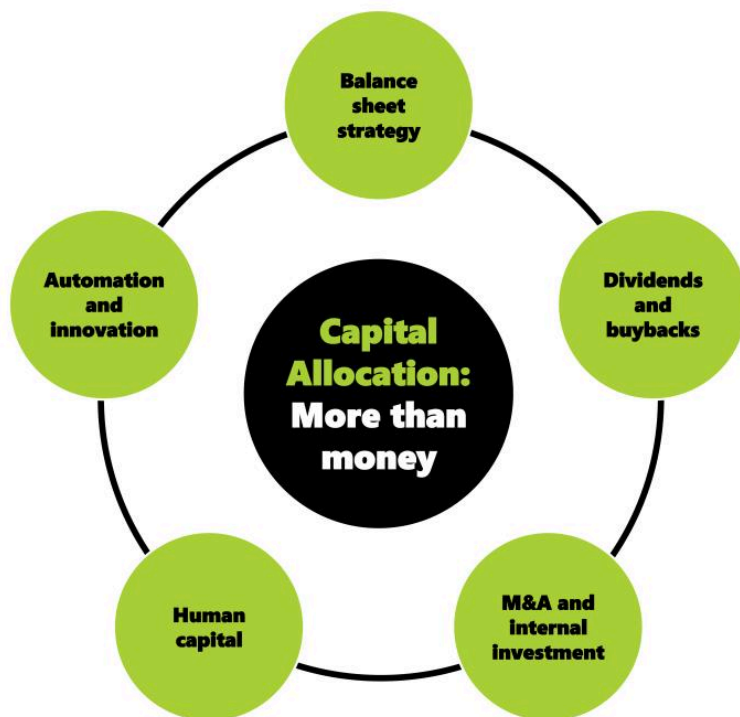 Balance
sheet
strategy
Dividends
and
buybacks
M&A and
internal
investment
Human
capital
Automation
and
innovation
Capital
Allocation:
More than
money